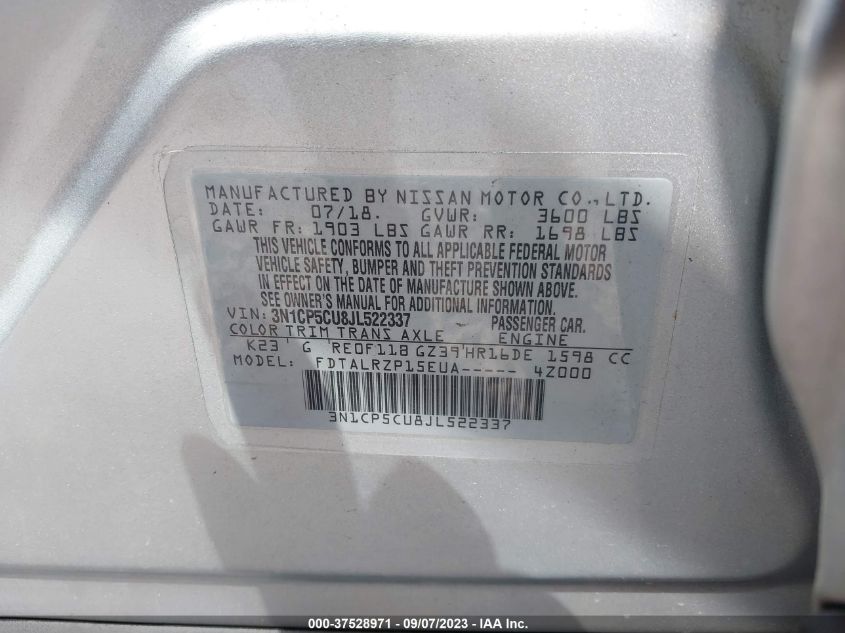 MANUFACTURED BY NISSAN MOTOR CO., LTD.
DATE: 07/18. GVWR: 3600 LBS
GAWR FR: 1903 LBS GAWR RR: 1698 LBS
THIS VEHICLE CONFORMS TO ALL APPLICABLE FEDERAL MOTOR
VEHICLE SAFETY, BUMPER AND THEFT PREVENTION STANDARDS
IN EFFECT ON THE DATE OF MANUFACTURE SHOWN ABOVE.
SEE OWNER'S MANUAL FOR ADDITIONAL INFORMATION.
VIN: 3N1CP5CU8JL522337 PASSENGER CAR.
COLOR TRIM TRANS AXLE ENGINE
K23 G RE0F11B GZ39 HR16DE 1598 CC
MODEL: FDTALRZP15EUA----- 4Z000
3N1CP5CU8JL522337
000-37528971 - 09/07/2023 - IAA Inc.